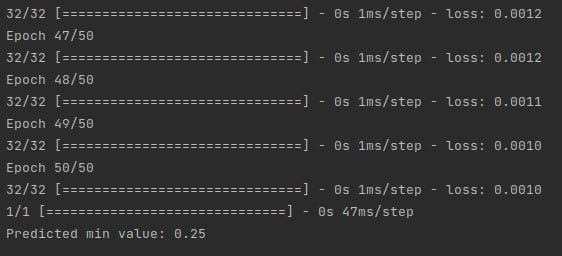 32/32 [==============================] - 0s 1ms/step - loss: 0.0012
Epoch 47/50
32/32 [==============================] - 0s 1ms/step - loss: 0.0012
Epoch 48/50
32/32 [==============================] - 0s 1ms/step - loss: 0.0011
Epoch 49/50
32/32 [==============================] - 0s 1ms/step - loss: 0.0010
Epoch 50/50
32/32 [==============================] - 0s 1ms/step - loss: 0.0010
1/1 [==============================] - 0s 47ms/step
Predicted min value: 0.25